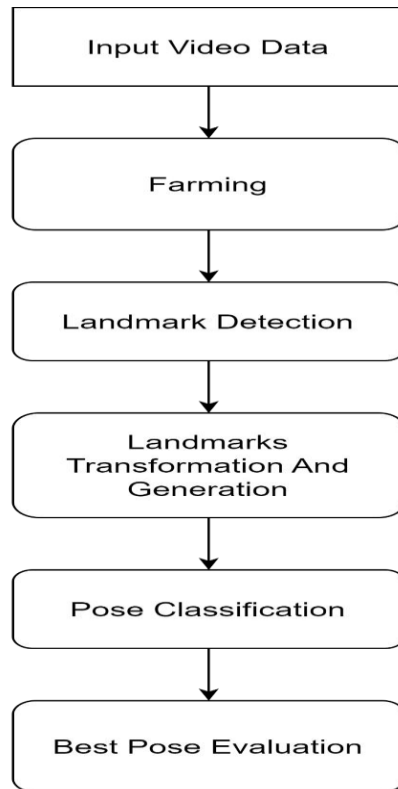 Input Video Data
Farming
Landmark Detection
Landmarks
Transformation And
Generation
Pose Classification
Best Pose Evaluation